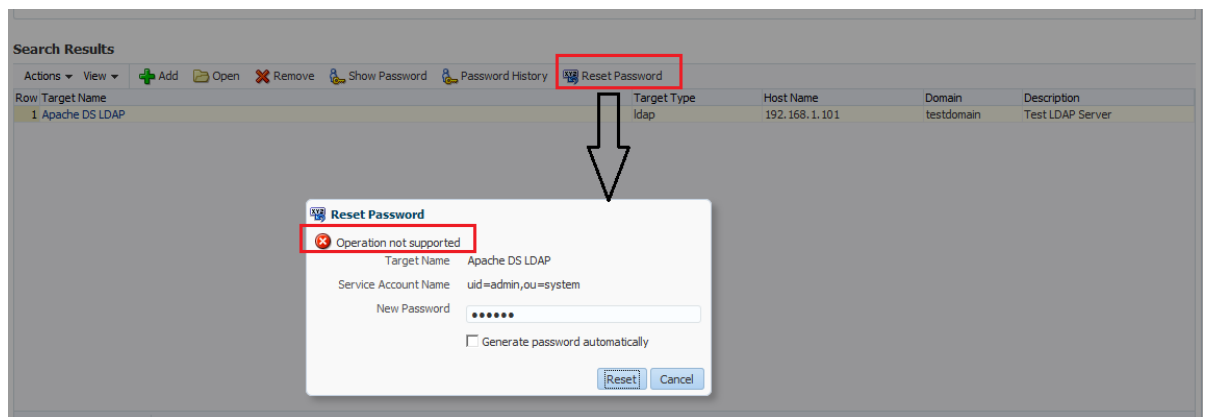 Search Results
Actions View Add Open Remove Show Password Password History Reset Password
Row Target Name Target Type Host Name Domain Description
1 Apache DS LDAP ldap 192.168.1.101 testdomain Test LDAP Server
Reset Password
Operation not supported
Target Name Apache DS LDAP
Service Account Name uid=admin,ou=system
New Password ••••••
Generate password automatically
Reset Cancel